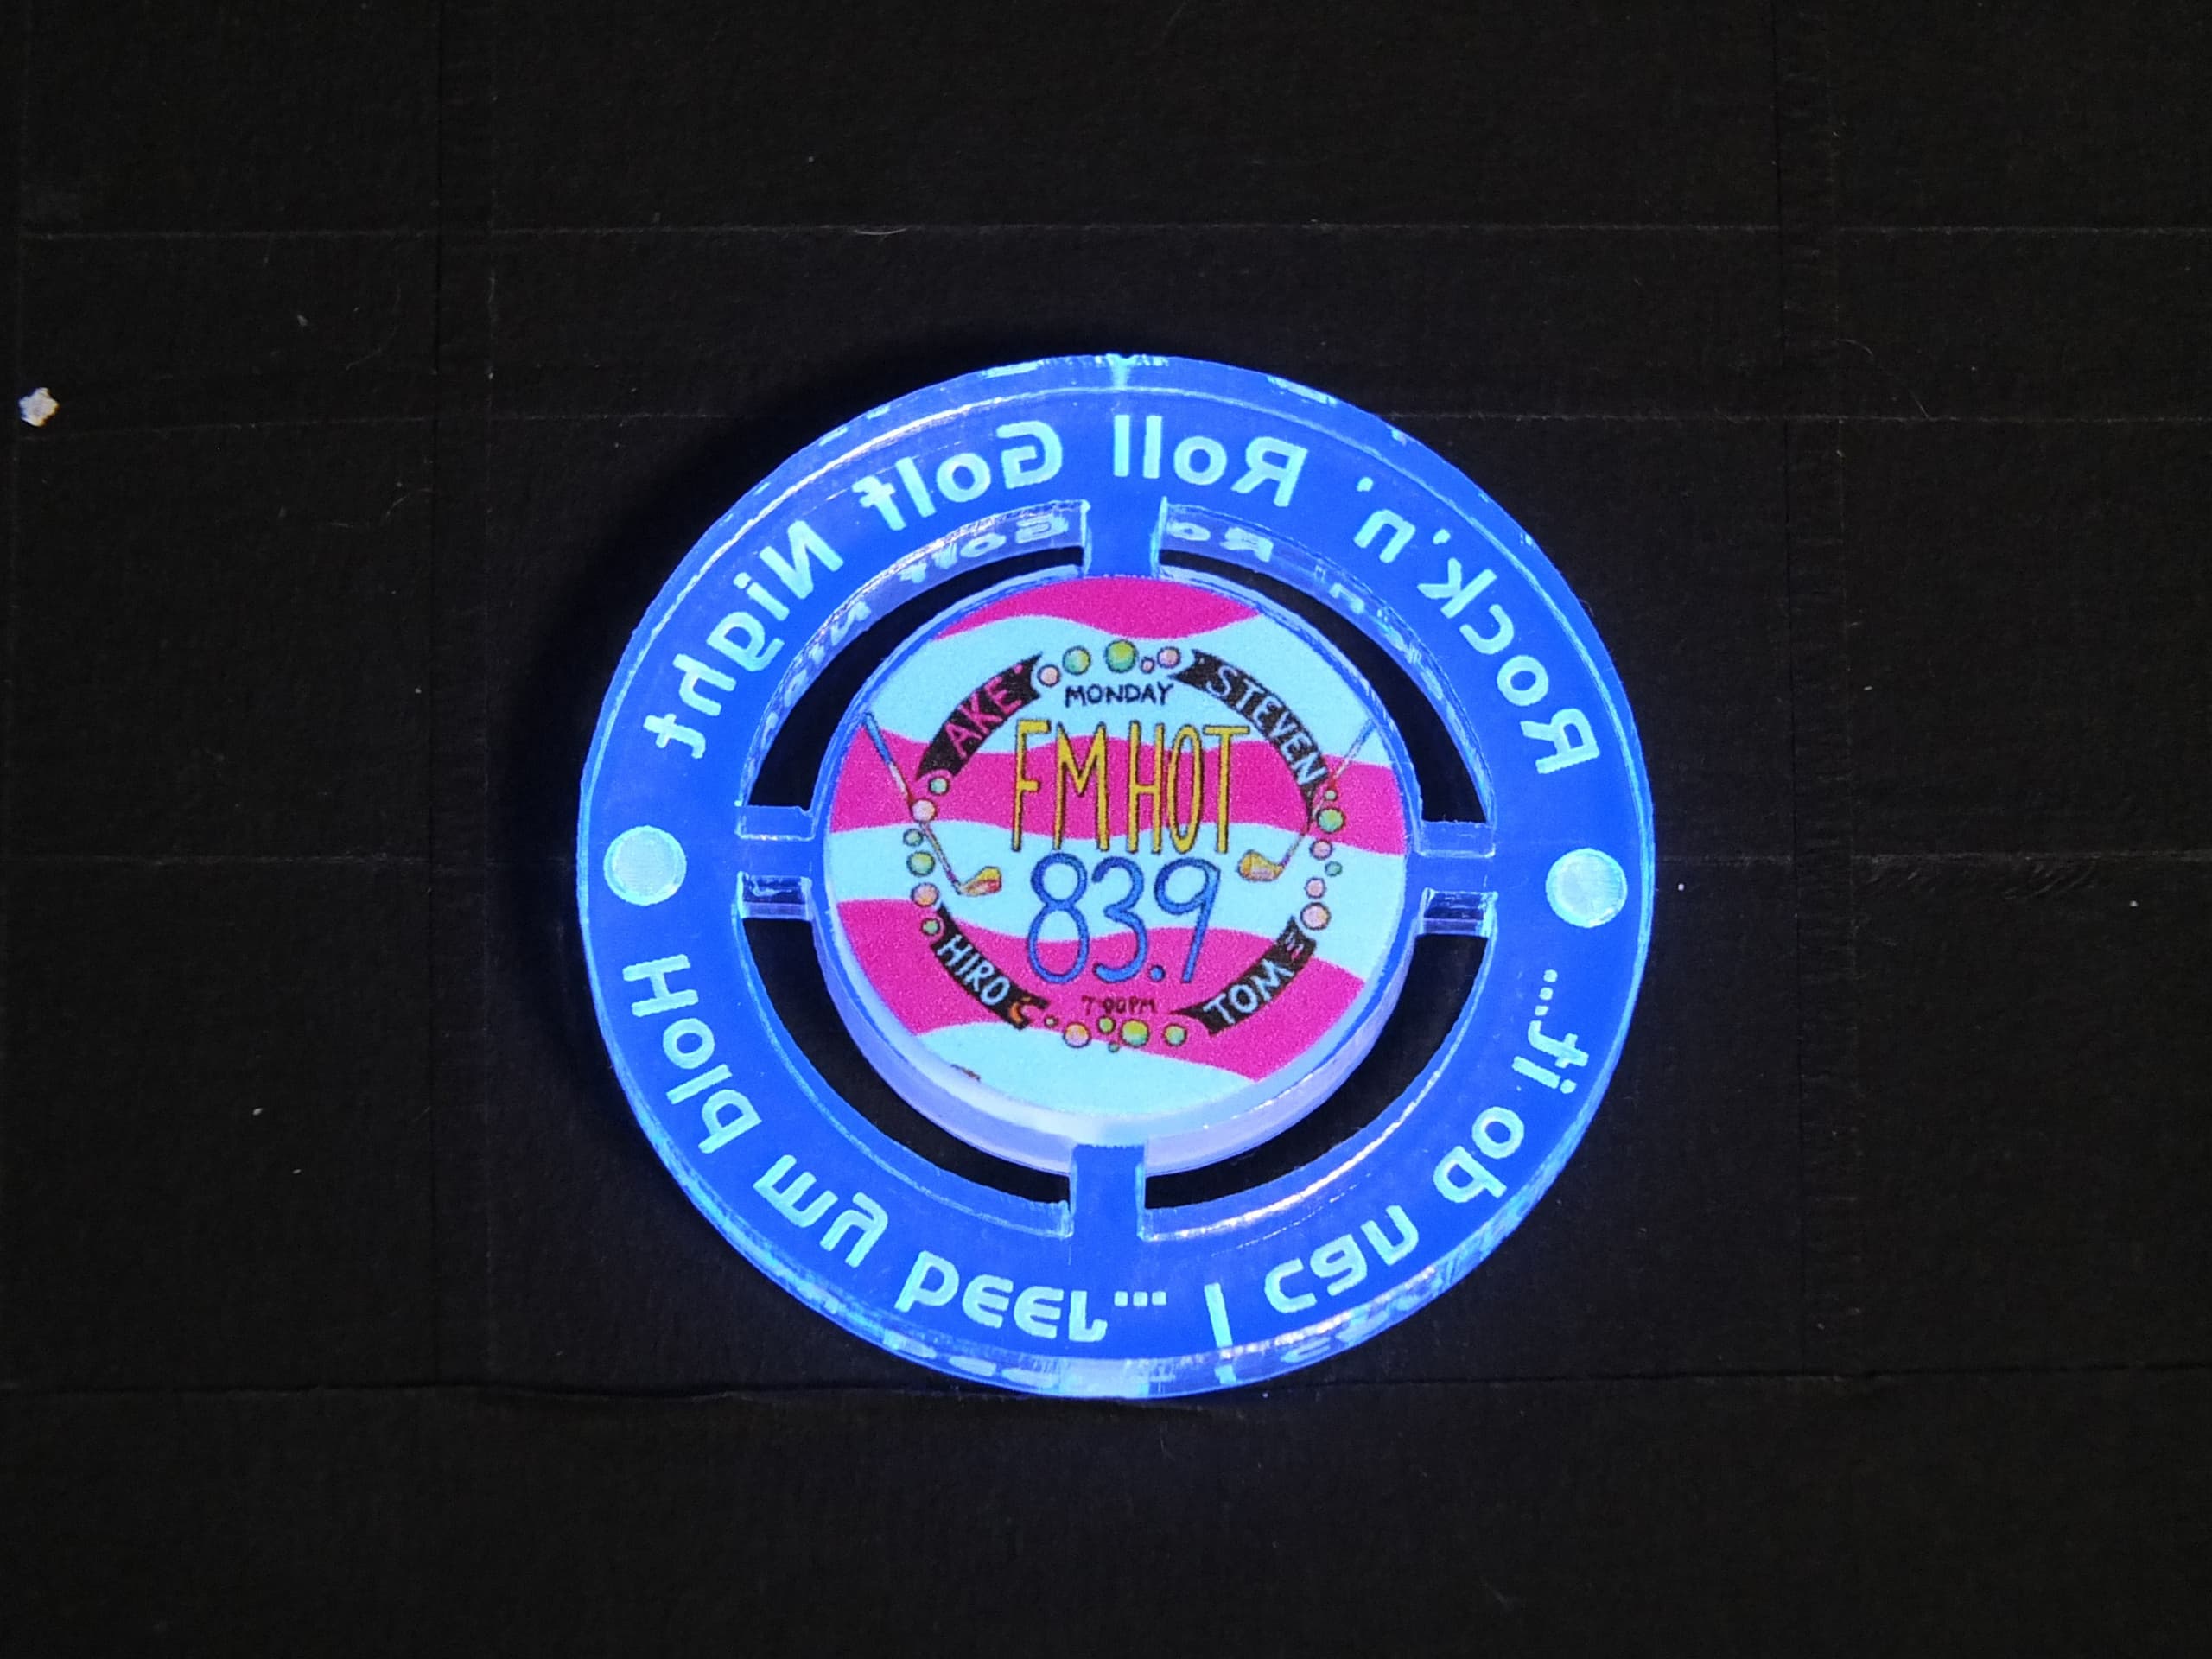 Rock'n' Roll Golf Night
AKE
MONDAY
STEVEN
FM HOT
83.9
HIRO
7:00PM
TOM
Hold my beer... I can do it...